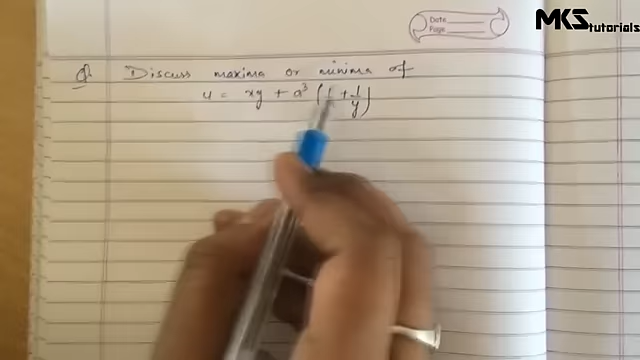 MKS tutorials
Date
Page
Q. Discuss maxima or minima of
u = xy + a³ (1/x + 1/y)